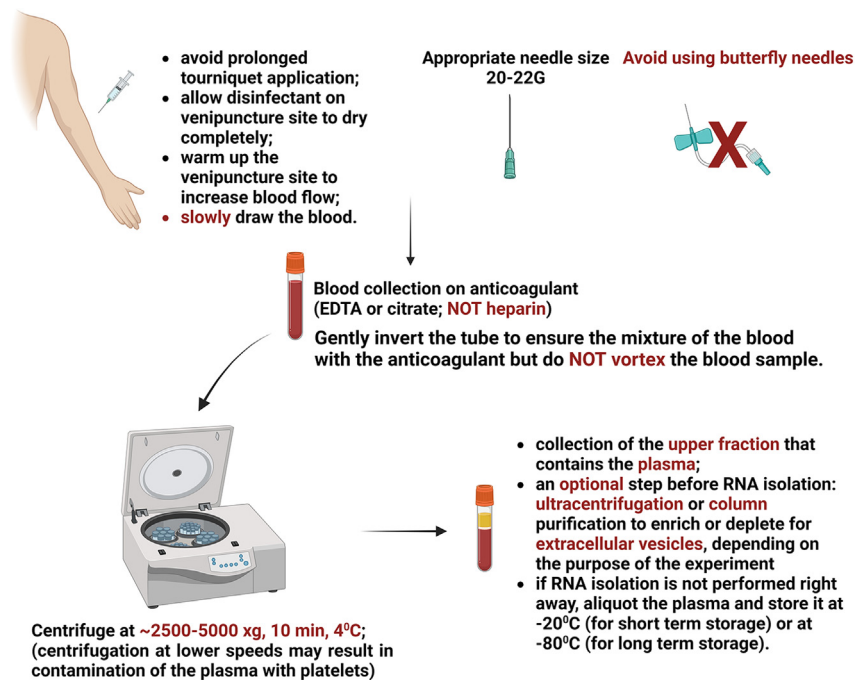 • avoid prolonged
tourniquet application;
• allow disinfectant on
venipuncture site to dry
completely;
• warm up the
venipuncture site to
increase blood flow;
• slowly draw the blood.
Appropriate needle size
20-22G
Avoid using butterfly needles
X
Blood collection on anticoagulant
(EDTA or citrate; NOT heparin)
Gently invert the tube to ensure the mixture of the blood
with the anticoagulant but do NOT vortex the blood sample.
Centrifuge at ~2500-5000 xg, 10 min, 4⁰C;
(centrifugation at lower speeds may result in
contamination of the plasma with platelets)
• collection of the upper fraction that
contains the plasma;
• an optional step before RNA isolation:
ultracentrifugation or column
purification to enrich or deplete for
extracellular vesicles, depending on
the purpose of the experiment
• if RNA isolation is not performed right
away, aliquot the plasma and store it at
-20⁰C (for short term storage) or at
-80⁰C (for long term storage).